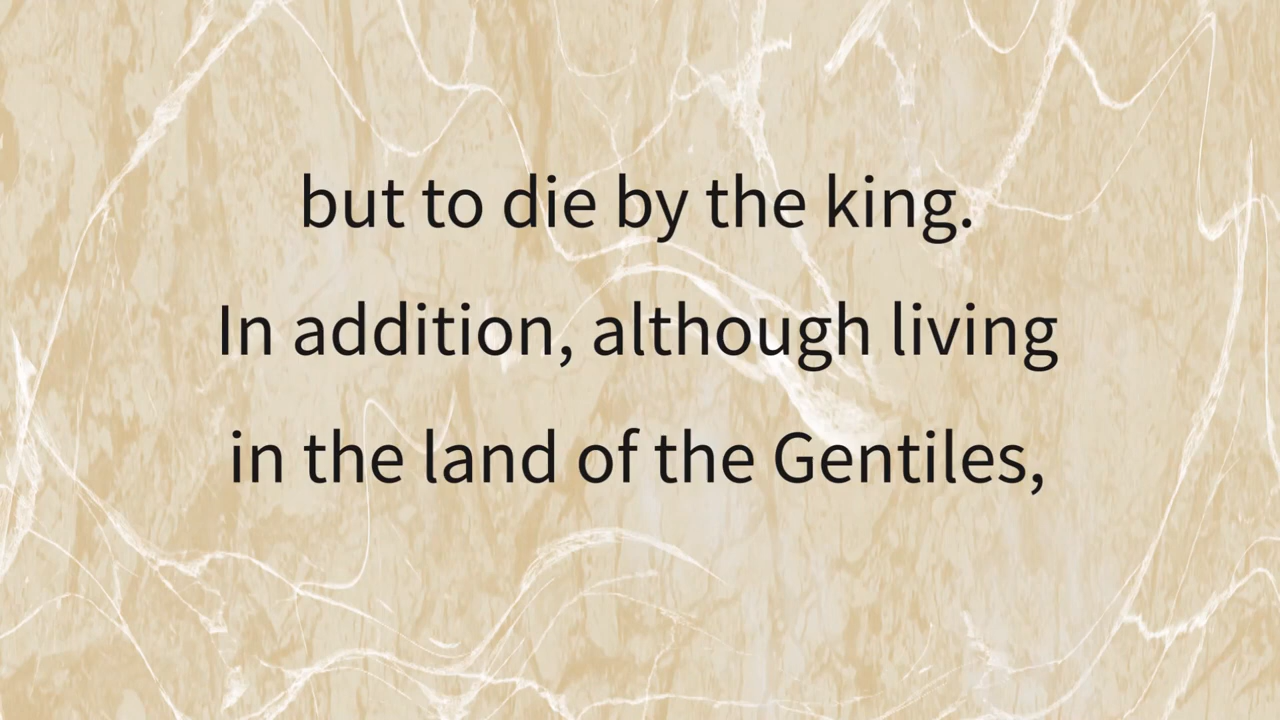 but to die by the king.
In addition, although living
in the land of the Gentiles,